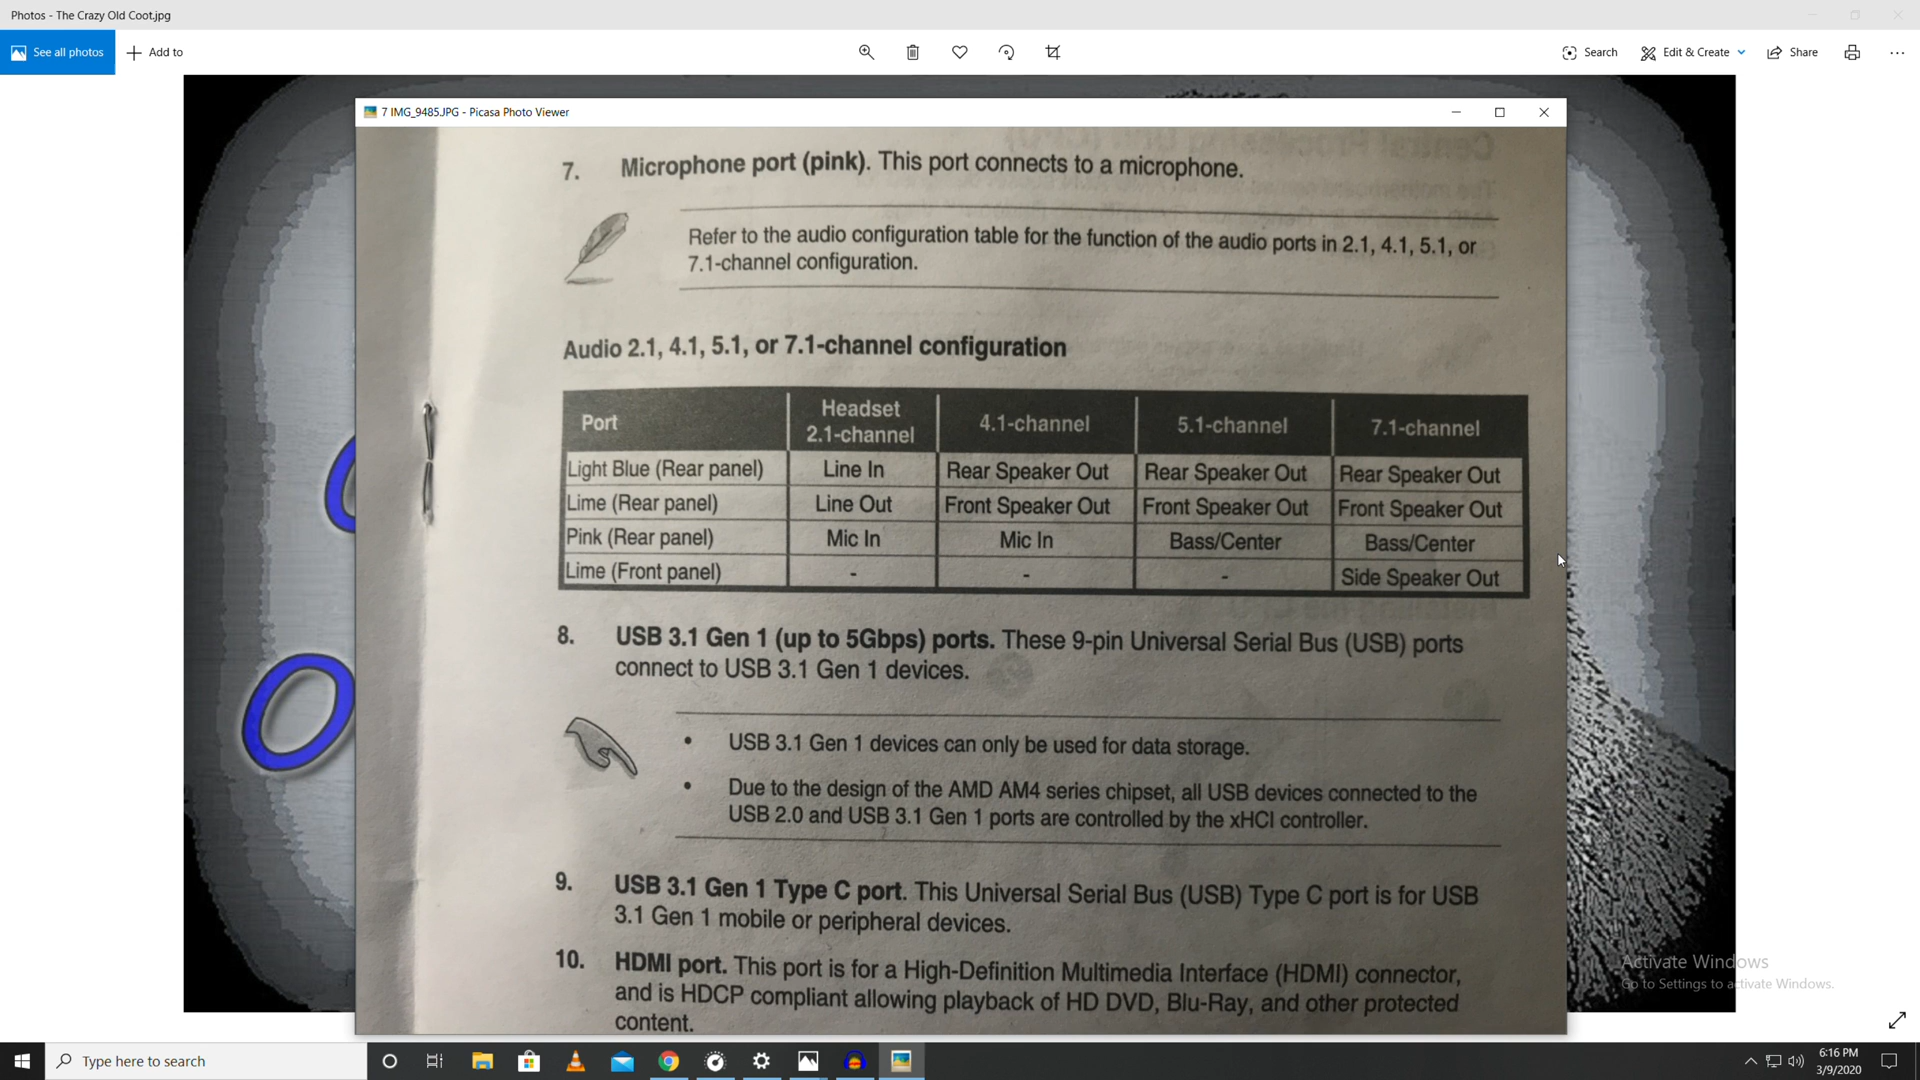 Photos - The Crazy Old Coot.jpg
See all photos
Add to
Search
Edit & Create
Share
7 IMG_9485.JPG - Picasa Photo Viewer
7. Microphone port (pink). This port connects to a microphone.
Refer to the audio configuration table for the function of the audio ports in 2.1, 4.1, 5.1, or
7.1-channel configuration.
Audio 2.1, 4.1, 5.1, or 7.1-channel configuration
Port Headset 2.1-channel 4.1-channel 5.1-channel 7.1-channel
Light Blue (Rear panel) Line In Rear Speaker Out Rear Speaker Out Rear Speaker Out
Lime (Rear panel) Line Out Front Speaker Out Front Speaker Out Front Speaker Out
Pink (Rear panel) Mic In Mic In Bass/Center Bass/Center
Lime (Front panel) - - - Side Speaker Out
8. USB 3.1 Gen 1 (up to 5Gbps) ports. These 9-pin Universal Serial Bus (USB) ports
connect to USB 3.1 Gen 1 devices.
• USB 3.1 Gen 1 devices can only be used for data storage.
• Due to the design of the AMD AM4 series chipset, all USB devices connected to the
USB 2.0 and USB 3.1 Gen 1 ports are controlled by the xHCI controller.
9. USB 3.1 Gen 1 Type C port. This Universal Serial Bus (USB) Type C port is for USB
3.1 Gen 1 mobile or peripheral devices.
10. HDMI port. This port is for a High-Definition Multimedia Interface (HDMI) connector,
and is HDCP compliant allowing playback of HD DVD, Blu-Ray, and other protected
content.
Activate Windows
Go to Settings to activate Windows.
Type here to search
6:16 PM
3/9/2020